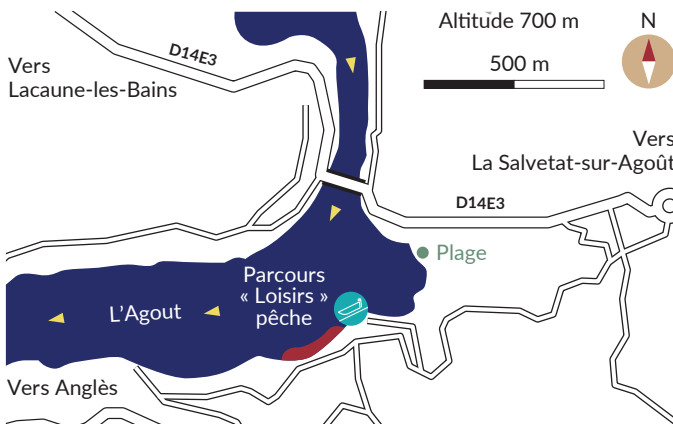 Altitude 700 m
N
D14E3
500 m
Vers
Lacaune-les-Bains
Vers
La Salvetat-sur-Agoût
D14E3
Plage
Parcours
« Loisirs »
pêche
L'Agout
Vers Anglès